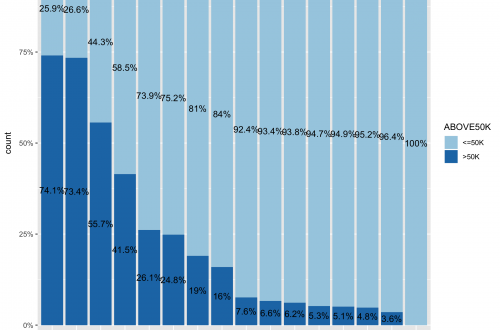 25.9% 26.6%
44.3%
75%
58.5%
73.9% 75.2%
81%
84%
ABOVE50K
92.4% 93.4% 93.8% 94.7% 94.9% 95.2% 96.4%
100%
<=50K
count
50%
>50K
74.1% 73.4%
55.7%
25%
41.5%
26.1% 24.8%
19%
16%
7.6% 6.6% 6.2% 5.3% 5.1% 4.8% 3.6%
0%